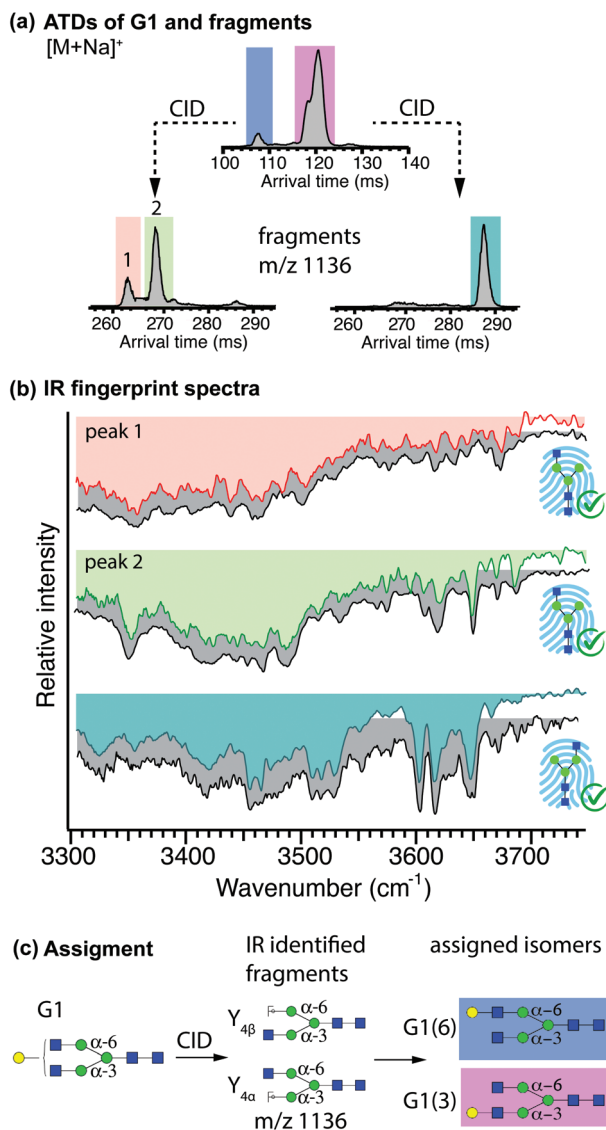 (a) ATDs of G1 and fragments
[M+Na]⁺
CID
CID
100 110 120 130 140
Arrival time (ms)
1
2
fragments
m/z 1136
260 270 280 290
Arrival time (ms)
260 270 280 290
Arrival time (ms)
(b) IR fingerprint spectra
peak 1
peak 2
Relative intensity
3300 3400 3500 3600 3700
Wavenumber (cm⁻¹)
(c) Assigment
IR identified
fragments
assigned isomers
G1
α-6
α-3
CID
Y4β
α-6
α-3
Y4α
α-6
α-3
m/z 1136
G1(6)
α-6
α-3
G1(3)
α-6
α-3